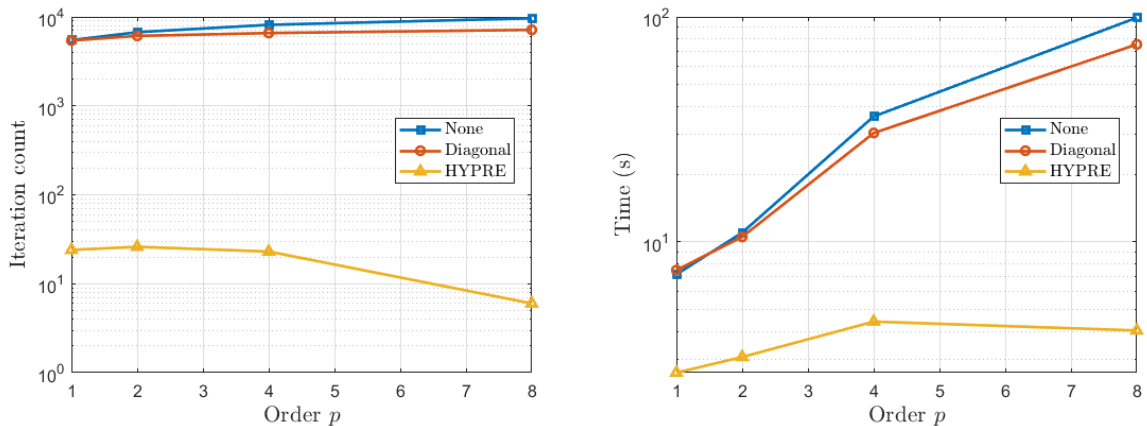 10^4
10^3
10^2
10^1
10^0
Iteration count
None
Diagonal
HYPRE
1 2 3 4 5 6 7 8
Order p
10^2
10^1
Time (s)
None
Diagonal
HYPRE
1 2 3 4 5 6 7 8
Order p